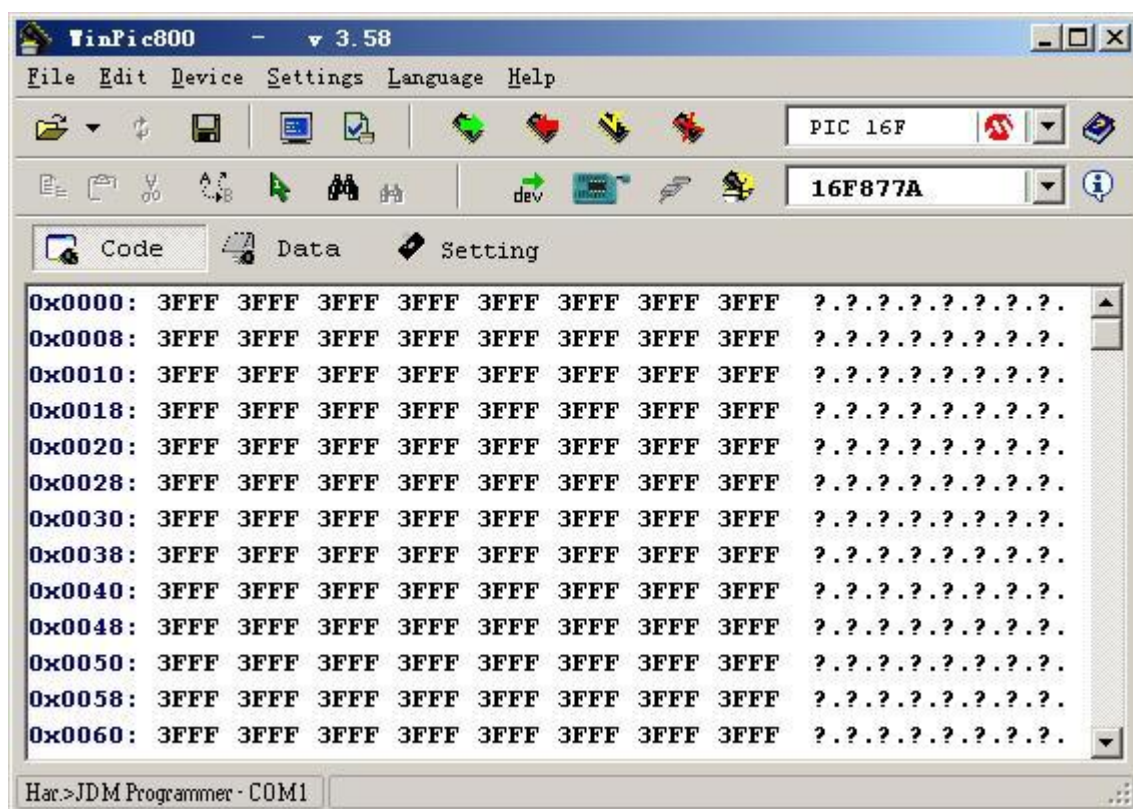 WinPic800 - v 3.58
File Edit Device Settings Language Help
PIC 16F
A B
dev
16F877A
Code Data Setting
0x0000: 3FFF 3FFF 3FFF 3FFF 3FFF 3FFF 3FFF 3FFF ?.?.?.?.?.?.?.?.
0x0008: 3FFF 3FFF 3FFF 3FFF 3FFF 3FFF 3FFF 3FFF ?.?.?.?.?.?.?.?.
0x0010: 3FFF 3FFF 3FFF 3FFF 3FFF 3FFF 3FFF 3FFF ?.?.?.?.?.?.?.?.
0x0018: 3FFF 3FFF 3FFF 3FFF 3FFF 3FFF 3FFF 3FFF ?.?.?.?.?.?.?.?.
0x0020: 3FFF 3FFF 3FFF 3FFF 3FFF 3FFF 3FFF 3FFF ?.?.?.?.?.?.?.?.
0x0028: 3FFF 3FFF 3FFF 3FFF 3FFF 3FFF 3FFF 3FFF ?.?.?.?.?.?.?.?.
0x0030: 3FFF 3FFF 3FFF 3FFF 3FFF 3FFF 3FFF 3FFF ?.?.?.?.?.?.?.?.
0x0038: 3FFF 3FFF 3FFF 3FFF 3FFF 3FFF 3FFF 3FFF ?.?.?.?.?.?.?.?.
0x0040: 3FFF 3FFF 3FFF 3FFF 3FFF 3FFF 3FFF 3FFF ?.?.?.?.?.?.?.?.
0x0048: 3FFF 3FFF 3FFF 3FFF 3FFF 3FFF 3FFF 3FFF ?.?.?.?.?.?.?.?.
0x0050: 3FFF 3FFF 3FFF 3FFF 3FFF 3FFF 3FFF 3FFF ?.?.?.?.?.?.?.?.
0x0058: 3FFF 3FFF 3FFF 3FFF 3FFF 3FFF 3FFF 3FFF ?.?.?.?.?.?.?.?.
0x0060: 3FFF 3FFF 3FFF 3FFF 3FFF 3FFF 3FFF 3FFF ?.?.?.?.?.?.?.?.
Har.>JDM Programmer - COM1